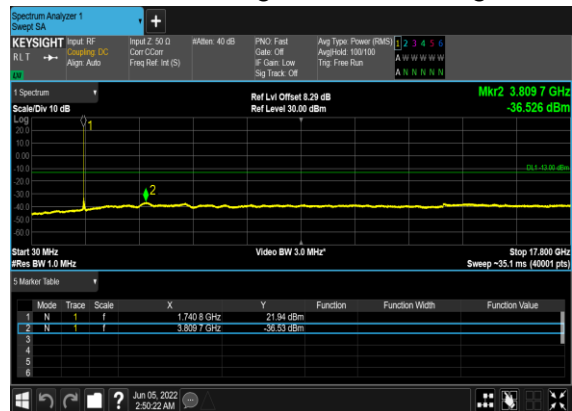 Spectrum Analyzer 1
Swept SA
+
KEYSIGHT Input: RF Input Z: 50 Ω #Atten: 40 dB PNO: Fast Avg Type: Power (RMS) 1 2 3 4 5 6
RLT Coupling: DC Corr CCorr Gate: Off Avg|Hold: 100/100 A W W W W W
Align: Auto Freq Ref: Int (S) IF Gain: Low Trig: Free Run
Sig Track: Off A N N N N N
LXI
1 Spectrum Ref Lvl Offset 8.29 dB Mkr2 3.809 7 GHz
Scale/Div 10 dB Ref Level 30.00 dBm -36.526 dBm
Log
1
20.0
10.0
0.00
-10.0
DL1 -13.00 dBm
-20.0
2
-30.0
-40.0
-50.0
-60.0
Start 30 MHz Video BW 3.0 MHz* Stop 17.800 GHz
#Res BW 1.0 MHz Sweep ~35.1 ms (40001 pts)
5 Marker Table
Mode Trace Scale X Y Function Function Width Function Value
1 N 1 f 1.740 8 GHz 21.94 dBm
2 N 1 f 3.809 7 GHz -36.53 dBm
3
4
5
6
? Jun 05, 2022
2:50:22 AM